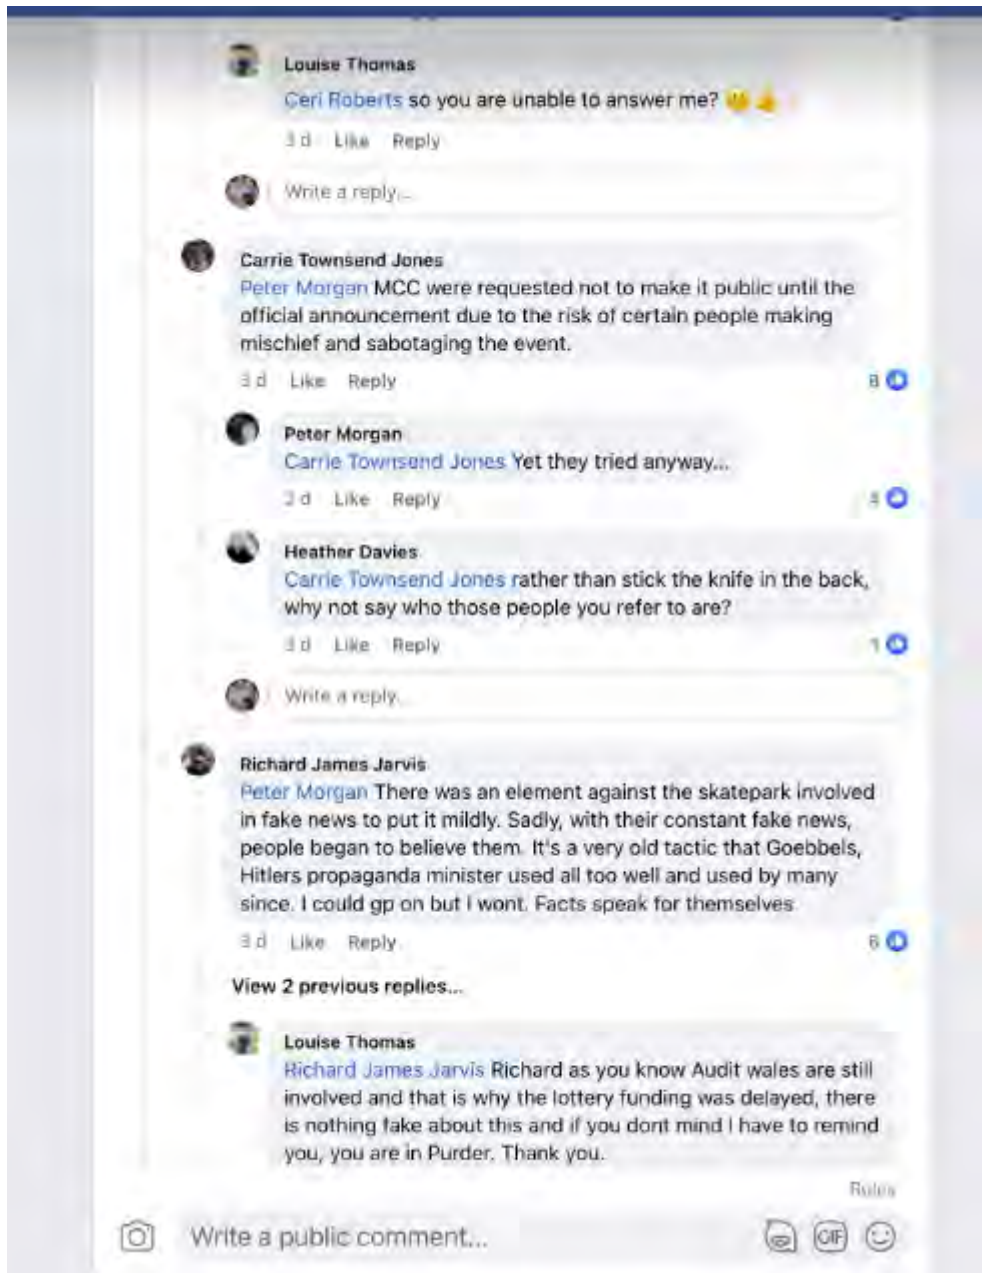 Louise Thomas
Ceri Roberts so you are unable to answer me?
3 d Like Reply
Write a reply...
Carrie Townsend Jones
Peter Morgan MCC were requested not to make it public until the
official announcement due to the risk of certain people making
mischief and sabotaging the event.
3 d Like Reply
8
Peter Morgan
Carrie Townsend Jones Yet they tried anyway...
Like Reply
Heather Davies
Carrie Townsend Jones rather than stick the knife in the back,
why not say who those people you refer to are?
3 d Like Reply
1
Write a reply...
Richard James Jarvis
Peter Morgan There was an element against the skatepark involved
in fake news to put it mildly. Sadly, with their constant fake news,
people began to believe them. It's a very old tactic that Goebbels,
Hitlers propaganda minister used all too well and used by many
since. I could gp on but I wont. Facts speak for themselves
3 d Like Reply
6
View 2 previous replies...
Louise Thomas
Richard James Jarvis Richard as you know Audit wales are still
involved and that is why the lottery funding was delayed, there
is nothing fake about this and if you dont mind I have to remind
you, you are in Purder. Thank you.
Rules
Write a public comment...
GIF